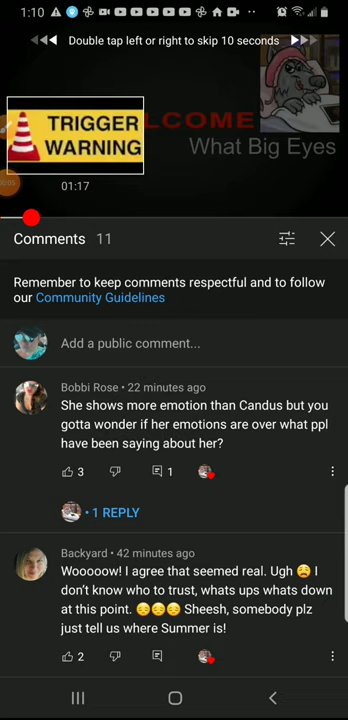 1:10
Double tap left or right to skip 10 seconds
TRIGGER
WARNING
LCOME
What Big Eyes
00:05
01:17
Comments 11
Remember to keep comments respectful and to follow
our Community Guidelines
Add a public comment...
Bobbi Rose • 22 minutes ago
She shows more emotion than Candus but you
gotta wonder if her emotions are over what ppl
have been saying about her?
3 1
• 1 REPLY
Backyard • 42 minutes ago
Wooooow! I agree that seemed real. Ugh 😧 I
don't know who to trust, whats ups whats down
at this point. 😔😔😔 Sheesh, somebody plz
just tell us where Summer is!
2